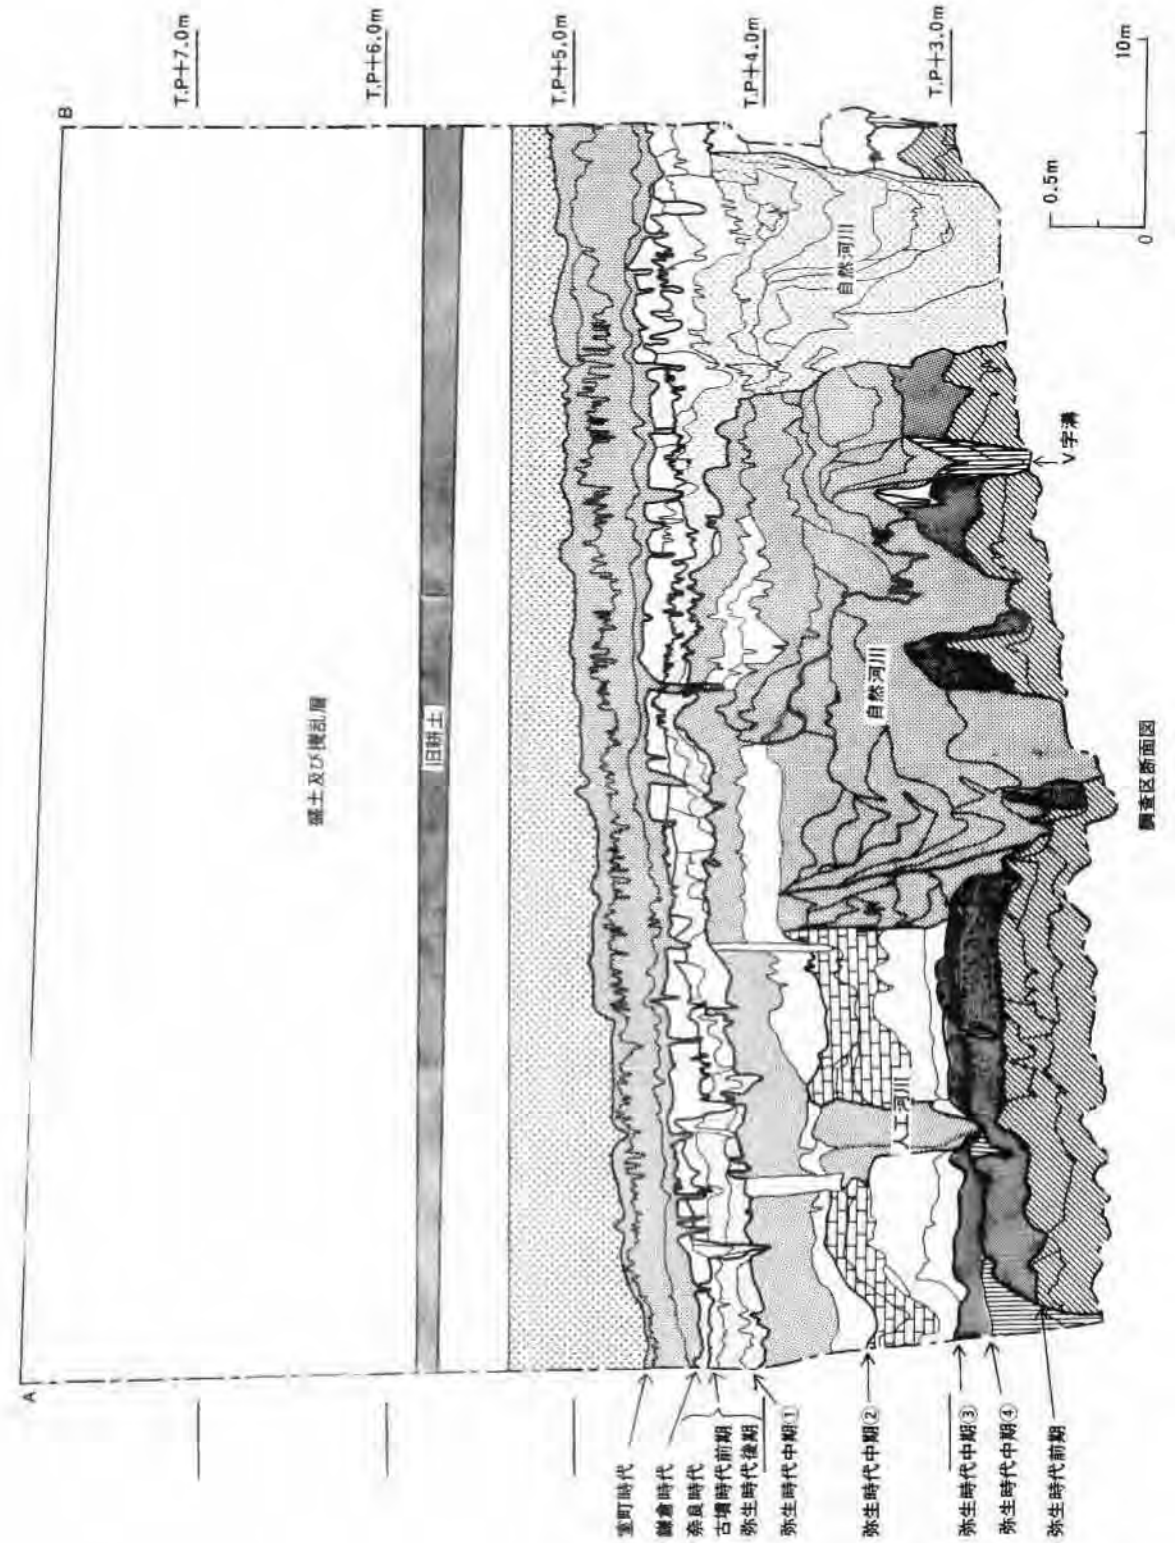 A
B
T.P+7.0m
T.P+6.0m
T.P+5.0m
T.P+4.0m
T.P+3.0m
盛土及び攪乱層
旧耕土
室町時代
鎌倉時代
奈良時代
古墳時代前期
弥生時代後期
弥生時代中期①
弥生時代中期②
弥生時代中期③
弥生時代中期④
弥生時代前期
人工河川
自然河川
自然河川
V字溝
0.5m
0
10m
調査区断面図